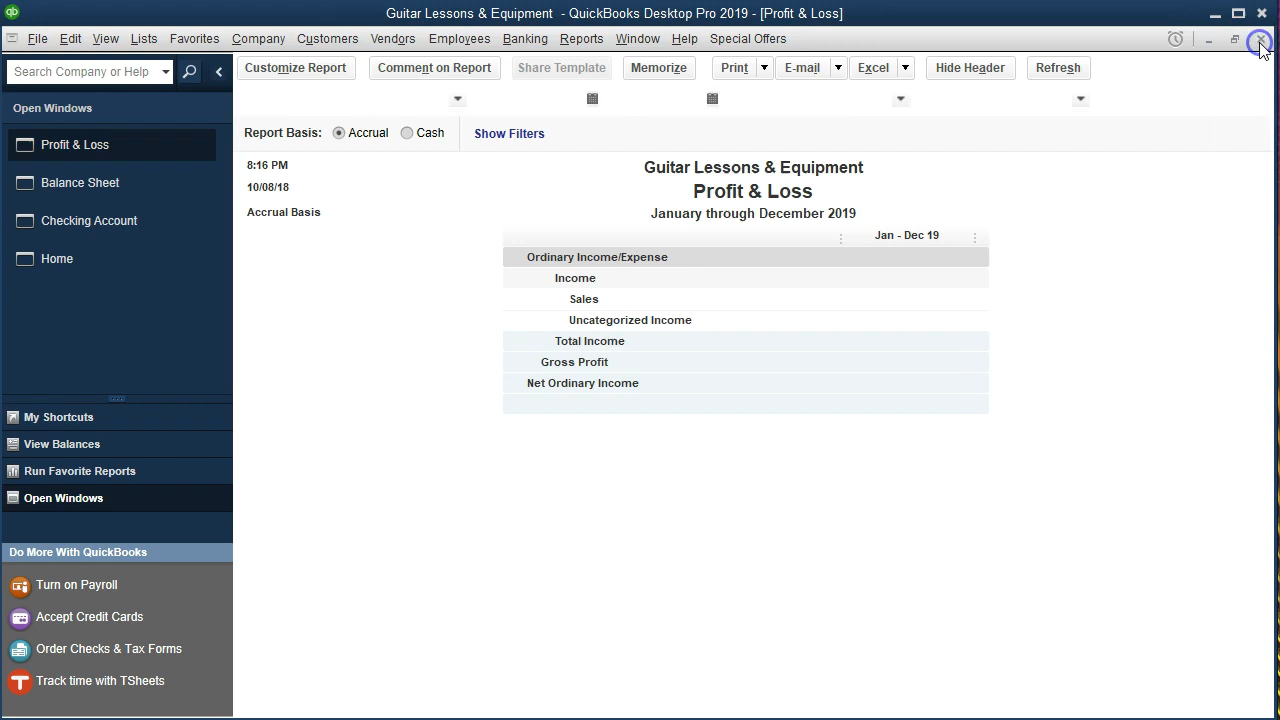 Guitar Lessons & Equipment - QuickBooks Desktop Pro 2019 - [Profit & Loss]
File Edit View Lists Favorites Company Customers Vendors Employees Banking Reports Window Help Special Offers
Search Company or Help
Customize Report Comment on Report Share Template Memorize Print E-mail Excel Hide Header Refresh
Open Windows
Profit & Loss
Balance Sheet
Checking Account
Home
My Shortcuts
View Balances
Run Favorite Reports
Open Windows
Do More With QuickBooks
Turn on Payroll
Accept Credit Cards
Order Checks & Tax Forms
Track time with TSheets
Report Basis: Accrual Cash Show Filters
8:16 PM
10/08/18
Accrual Basis
Guitar Lessons & Equipment
Profit & Loss
January through December 2019
Jan - Dec 19
Ordinary Income/Expense
Income
Sales
Uncategorized Income
Total Income
Gross Profit
Net Ordinary Income